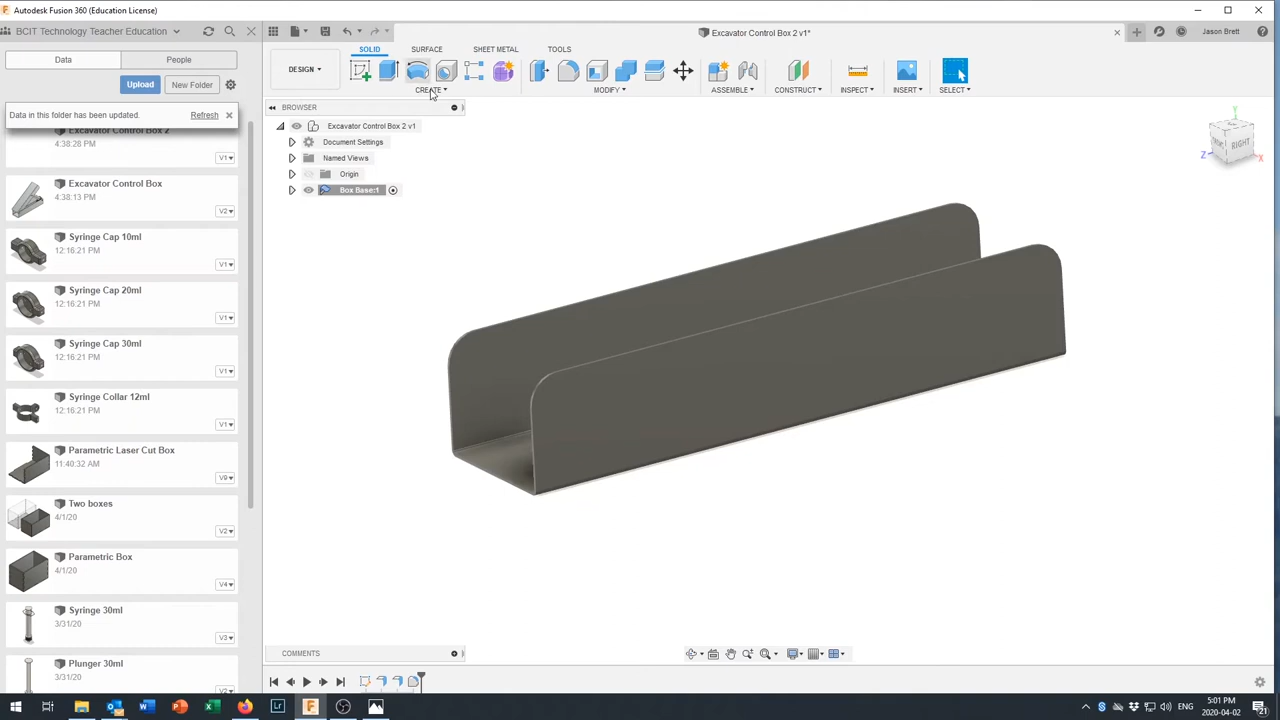 Autodesk Fusion 360 (Education License)
BCIT Technology Teacher Education
Excavator Control Box 2 v1*
Jason Brett
Data
People
SOLID
SURFACE
SHEET METAL
TOOLS
DESIGN
CREATE
MODIFY
ASSEMBLE
CONSTRUCT
INSPECT
INSERT
SELECT
Upload
New Folder
BROWSER
Data in this folder has been updated.
Refresh
Excavator Control Box 2
4:38:28 PM
V1
Excavator Control Box 2 v1
Document Settings
Named Views
Origin
Box Base:1
RIGHT
Y
Z
X
Excavator Control Box
4:38:13 PM
V2
Syringe Cap 10ml
12:16:21 PM
V1
Syringe Cap 20ml
12:16:21 PM
V1
Syringe Cap 30ml
12:16:21 PM
V1
Syringe Collar 12ml
12:16:21 PM
V1
Parametric Laser Cut Box
11:40:32 AM
V9
Two boxes
4/1/20
V2
Parametric Box
4/1/20
V4
Syringe 30ml
3/31/20
V3
Plunger 30ml
3/31/20
V2
COMMENTS
ENG
5:01 PM
2020-04-02
21